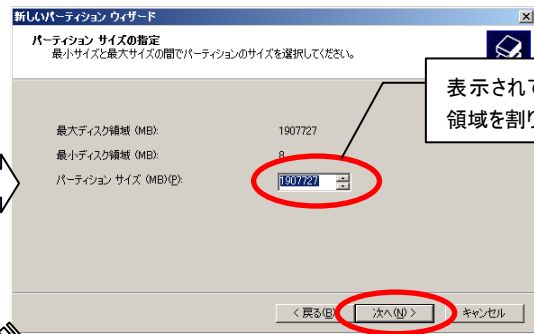 新しいパーティション ウィザード
パーティション サイズの指定
最小サイズと最大サイズの間でパーティションのサイズを選択してください。
表示されて
領域を割り
最大ディスク領域 (MB): 1907727
最小ディスク領域 (MB): 8
パーティション サイズ (MB)(P): 1907727
< 戻る(B) 次へ(N) > キャンセル